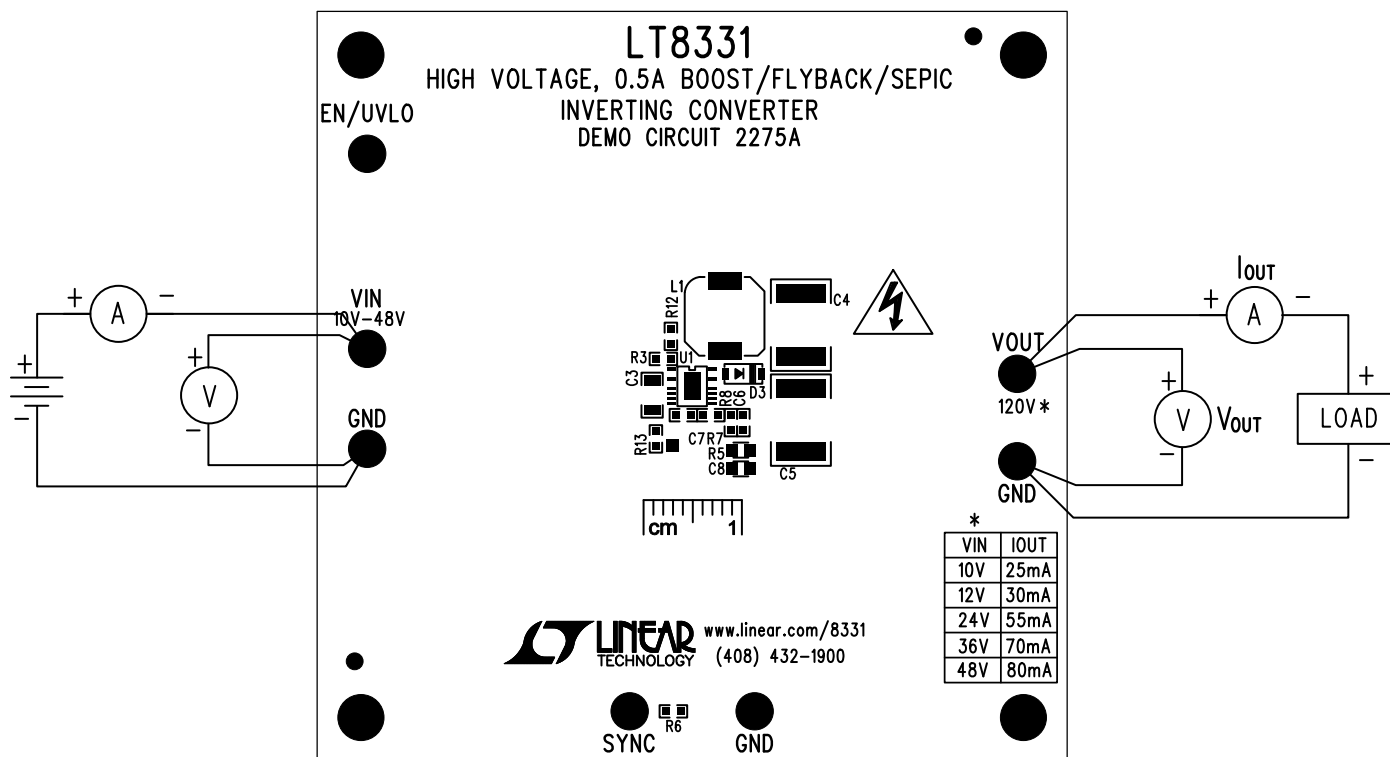 LT8331
HIGH VOLTAGE, 0.5A BOOST/FLYBACK/SEPIC
INVERTING CONVERTER
DEMO CIRCUIT 2275A
EN/UVLO
+ A -
VIN
10V-48V
+
-
+
V
-
GND
L1
R12
C4
R3
U1
C3
D3
R8
C6
R13
C7
R7
R5
C8
C5
cm 1
IOUT
+ A -
VOUT
120V*
GND
+
V
-
VOUT
+
LOAD
-
*
VIN IOUT
10V 25mA
12V 30mA
24V 55mA
36V 70mA
48V 80mA
LINEAR
TECHNOLOGY
www.linear.com/8331
(408) 432-1900
SYNC
R6
GND